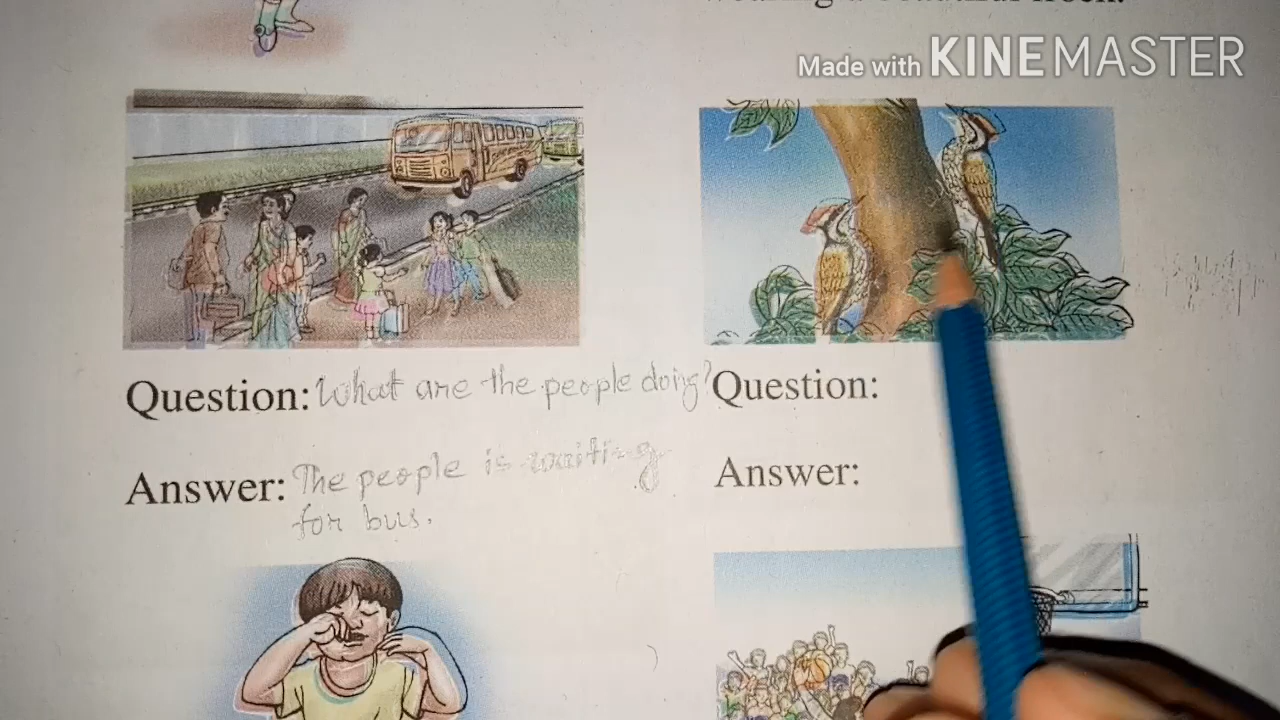 Made with KINEMASTER
Question: What are the people doing?
Answer: The people is waiting
for bus.
Question:
Answer: